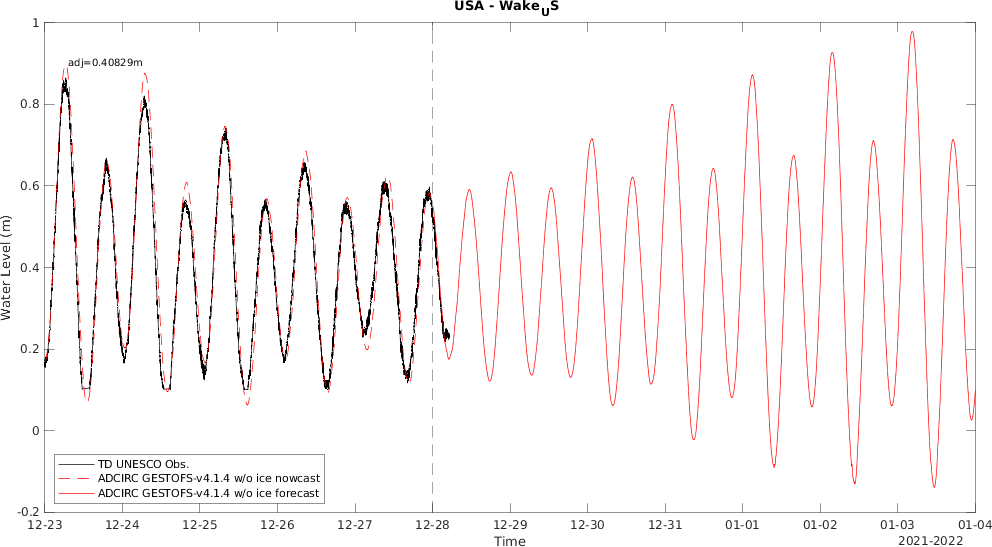 USA - Wake_US
adj=0.40829m
1
0.8
0.6
0.4
0.2
0
-0.2
Water Level (m)
TD UNESCO Obs.
ADCIRC GESTOFS-v4.1.4 w/o ice nowcast
ADCIRC GESTOFS-v4.1.4 w/o ice forecast
12-23 12-24 12-25 12-26 12-27 12-28 12-29 12-30 12-31 01-01 01-02 01-03 01-04
Time
2021-2022